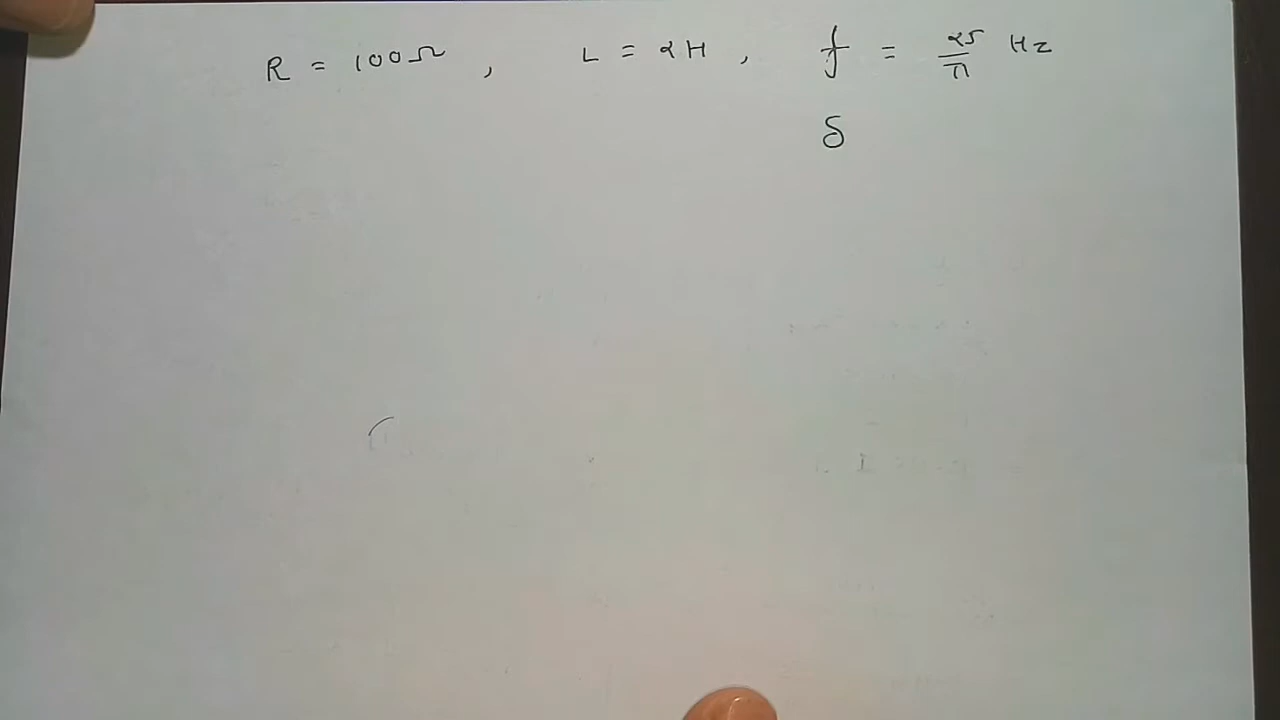 R = 100Ω , L = 2H , f = 25/π Hz
δ